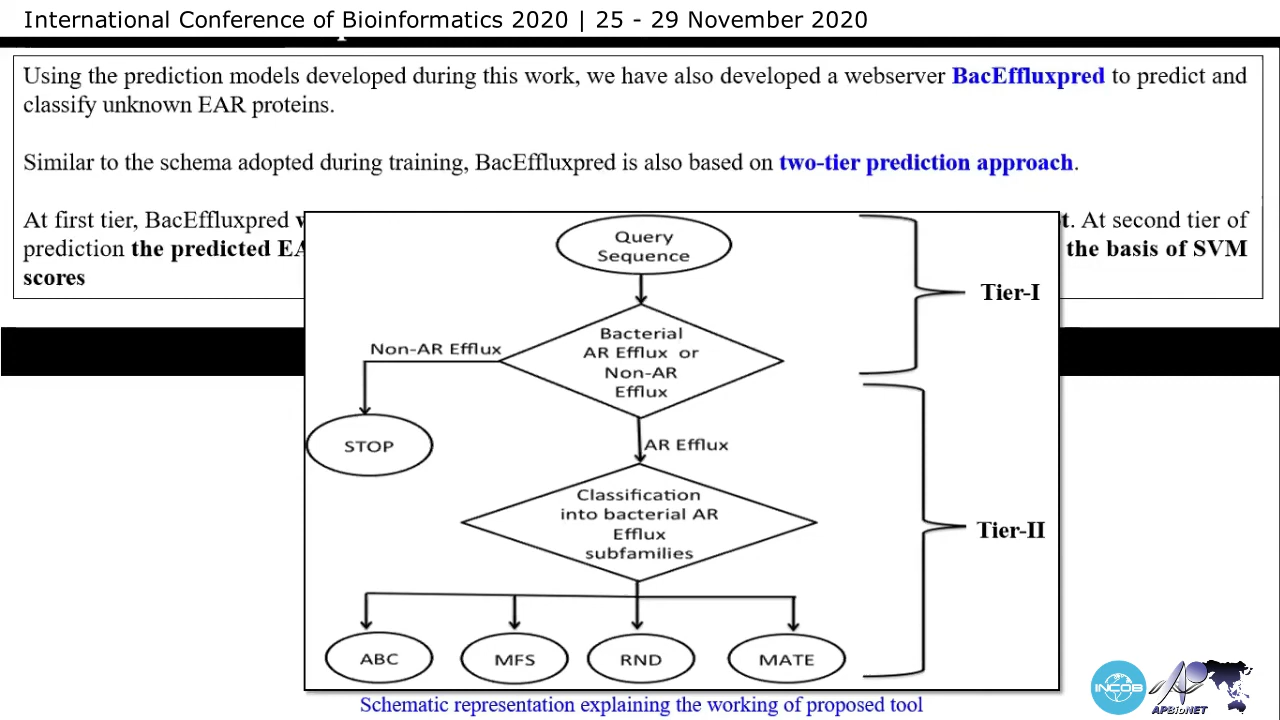 International Conference of Bioinformatics 2020 | 25 - 29 November 2020
Using the prediction models developed during this work, we have also developed a webserver BacEffluxpred to predict and
classify unknown EAR proteins.
Similar to the schema adopted during training, BacEffluxpred is also based on two-tier prediction approach.
At first tier, BacEffluxpred . At second tier of
prediction the predicted the basis of SVM
scores
Query
Sequence
Tier-I
Bacterial
AR Efflux or
Non-AR
Efflux
Non-AR Efflux
STOP
AR Efflux
Classification
into bacterial AR
Efflux
subfamilies
Tier-II
ABC
MFS
RND
MATE
INCOB
APBIONET
Schematic representation explaining the working of proposed tool